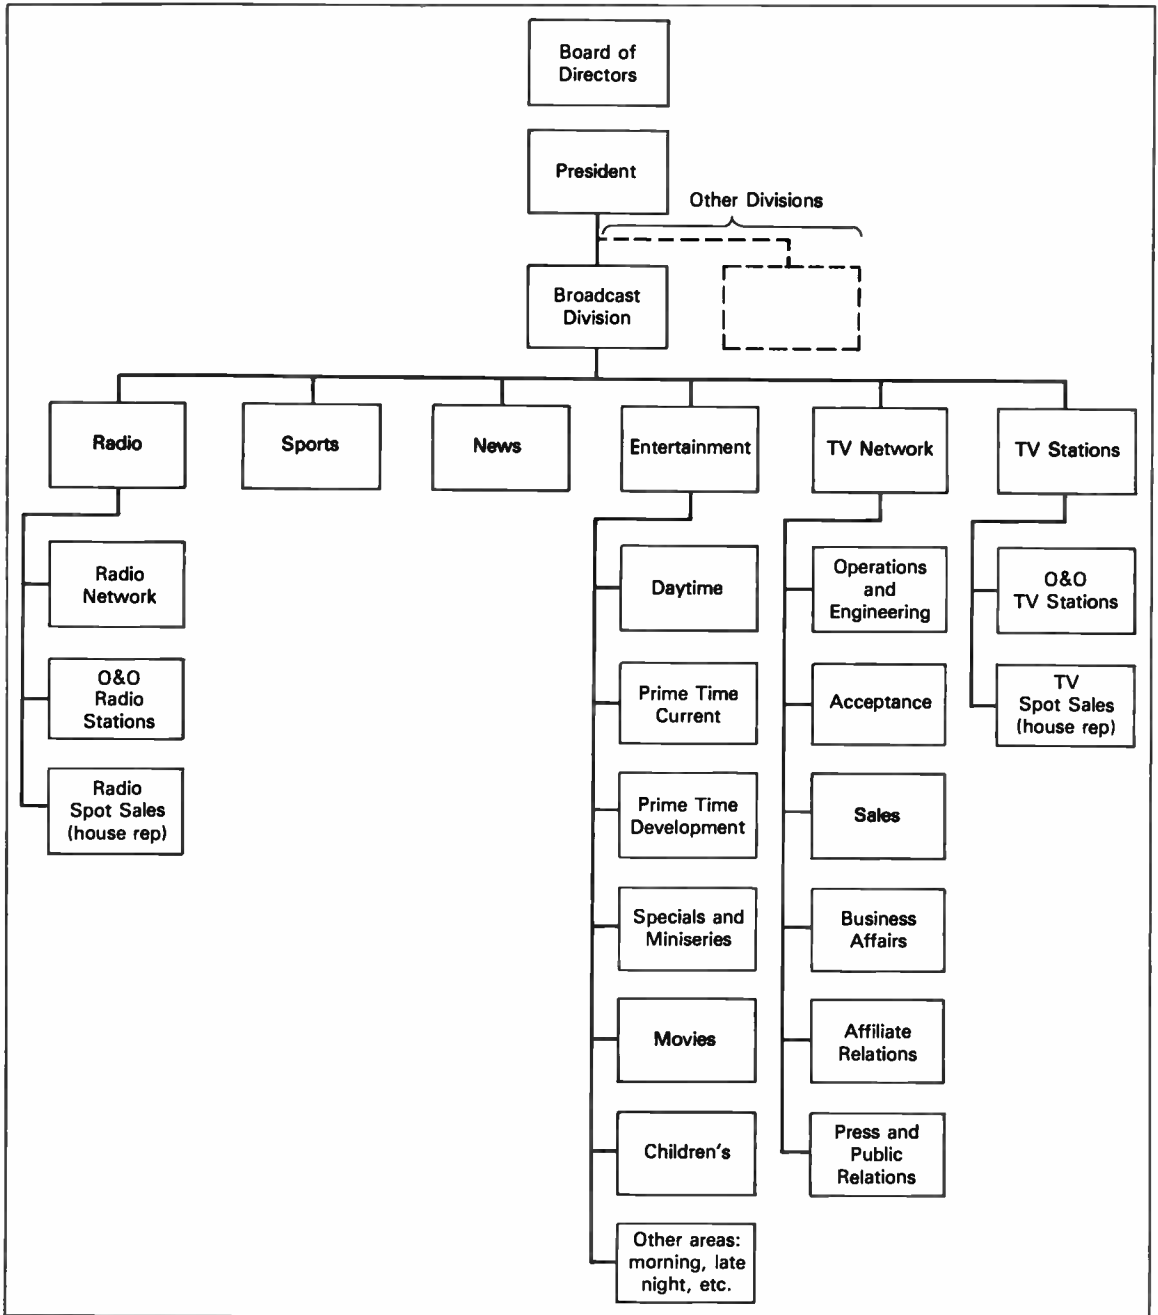 Board of
Directors
President
Other Divisions
Broadcast
Division
Radio
Sports
News
Entertainment
TV Network
TV Stations
Radio
Network
O&O
Radio
Stations
Radio
Spot Sales
(house rep)
Daytime
Prime Time
Current
Prime Time
Development
Specials and
Miniseries
Movies
Children's
Other areas:
morning, late
night, etc.
Operations
and
Engineering
Acceptance
Sales
Business
Affairs
Affiliate
Relations
Press and
Public
Relations
O&O
TV Stations
TV
Spot Sales
(house rep)